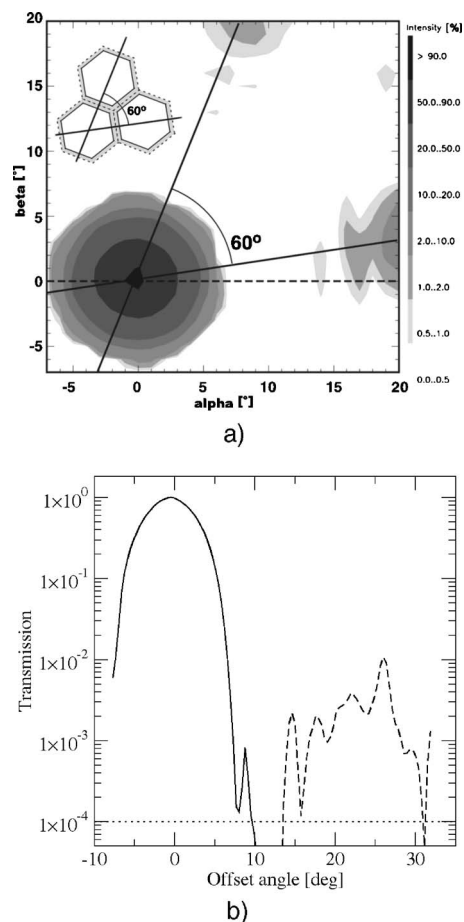 Intensity [%]
20
> 90.0
15
60º
50.0..90.0
20.0..50.0
10
beta [°]
10.0..20.0
5
60º
2.0..10.0
0
1.0..2.0
0.5..1.0
-5
0.0..0.5
-5 0 5 10 15 20
alpha [°]
a)
1×10⁰
1×10⁻¹
Transmission
1×10⁻²
1×10⁻³
1×10⁻⁴
-10 0 10 20 30
Offset angle [deg]
b)